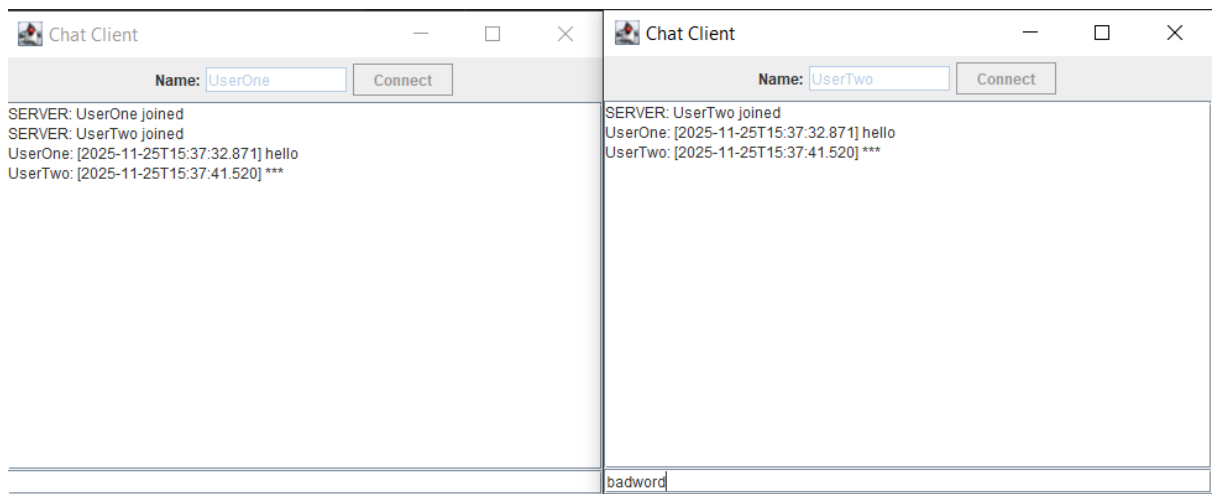 Chat Client
Name: UserOne Connect
SERVER: UserOne joined
SERVER: UserTwo joined
UserOne: [2025-11-25T15:37:32.871] hello
UserTwo: [2025-11-25T15:37:41.520] ***
Chat Client
Name: UserTwo Connect
SERVER: UserTwo joined
UserOne: [2025-11-25T15:37:32.871] hello
UserTwo: [2025-11-25T15:37:41.520] ***
badword